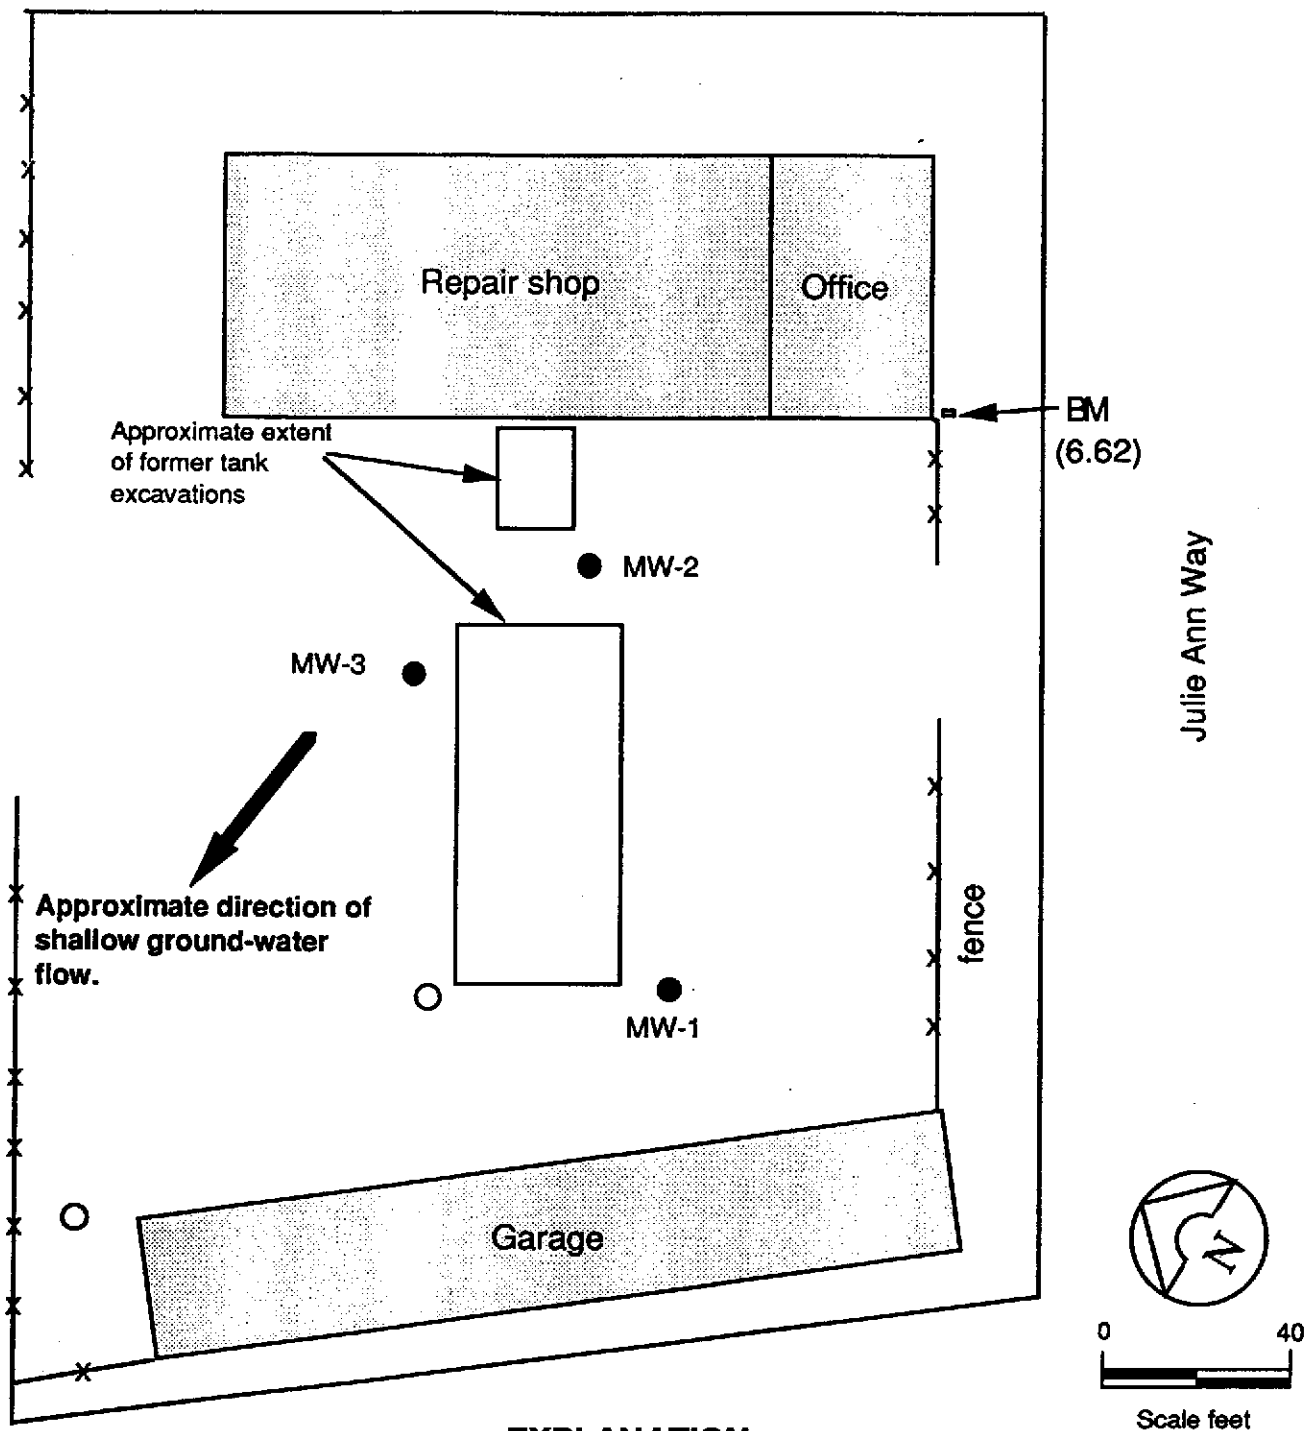 Repair shop
Office
BM
(6.62)
Approximate extent
of former tank
excavations
MW-2
MW-3
Julie Ann Way
Approximate direction of
shallow ground-water
flow.
fence
MW-1
Garage
N
0 40
Scale feet